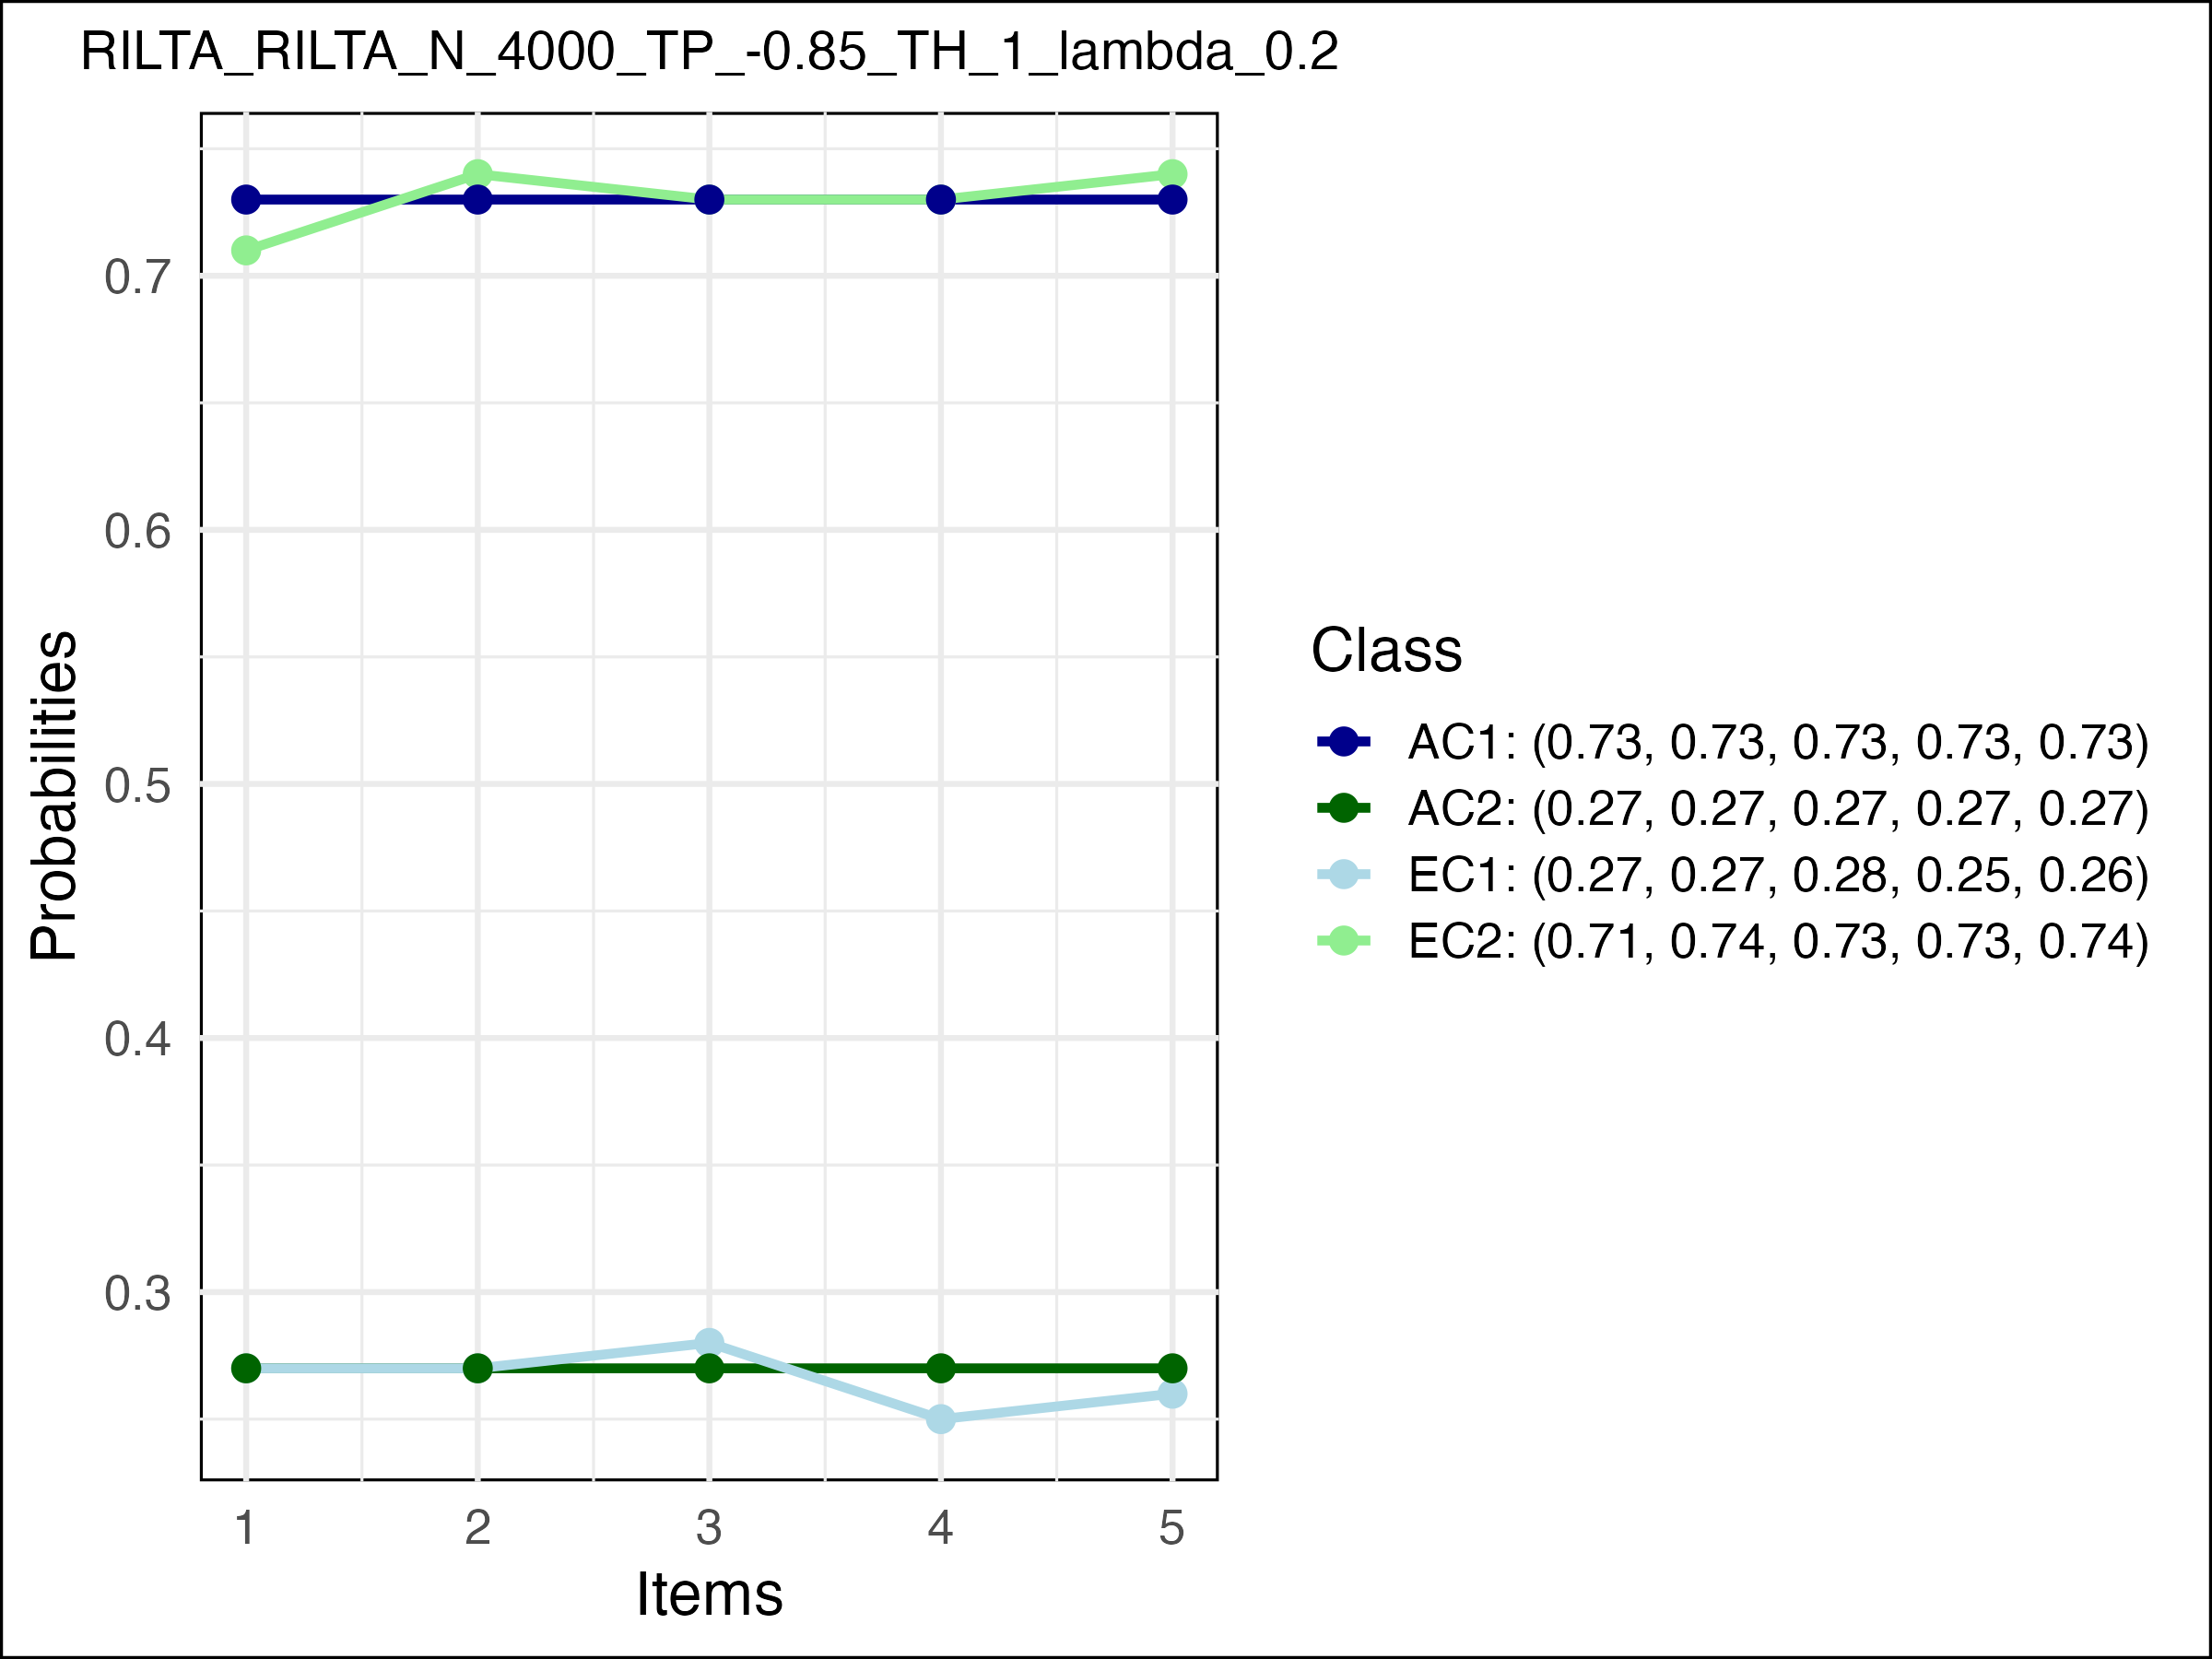 RILTA_RILTA_N_4000_TP_-0.85_TH_1_lambda_0.2
Probabilities
0.7
0.6
0.5
0.4
0.3
1 2 3 4 5
Items
Class
AC1: (0.73, 0.73, 0.73, 0.73, 0.73)
AC2: (0.27, 0.27, 0.27, 0.27, 0.27)
EC1: (0.27, 0.27, 0.28, 0.25, 0.26)
EC2: (0.71, 0.74, 0.73, 0.73, 0.74)